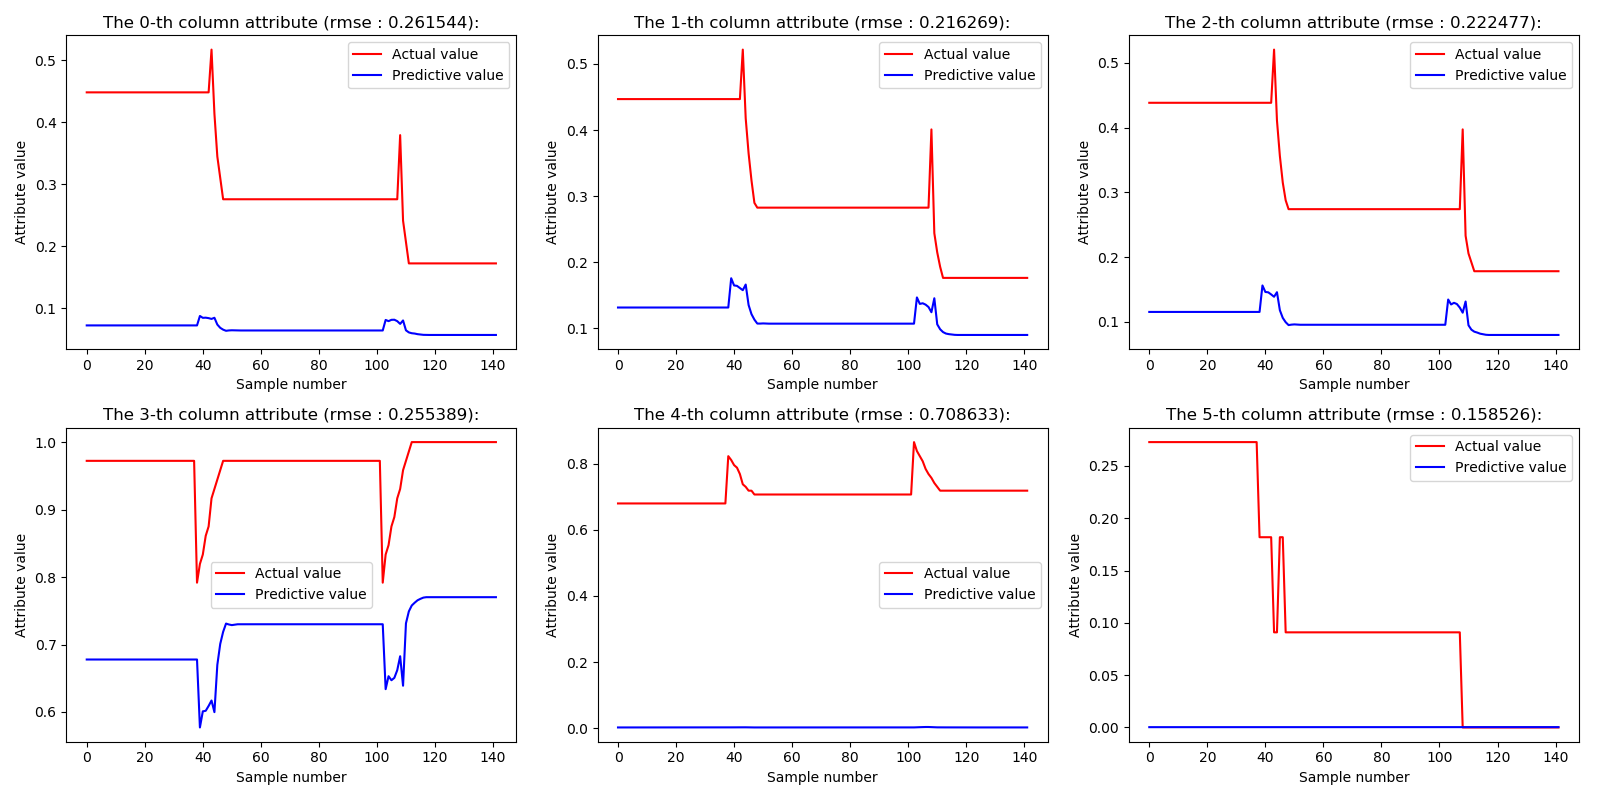 The 0-th column attribute (rmse : 0.261544):
Attribute value
0.5
0.4
0.3
0.2
0.1
Actual value
Predictive value
0 20 40 60 80 100 120 140
Sample number
The 1-th column attribute (rmse : 0.216269):
Attribute value
0.5
0.4
0.3
0.2
0.1
Actual value
Predictive value
0 20 40 60 80 100 120 140
Sample number
The 2-th column attribute (rmse : 0.222477):
Attribute value
0.5
0.4
0.3
0.2
0.1
Actual value
Predictive value
0 20 40 60 80 100 120 140
Sample number
The 3-th column attribute (rmse : 0.255389):
Attribute value
1.0
0.9
0.8
0.7
0.6
Actual value
Predictive value
0 20 40 60 80 100 120 140
Sample number
The 4-th column attribute (rmse : 0.708633):
Attribute value
0.8
0.6
0.4
0.2
0.0
Actual value
Predictive value
0 20 40 60 80 100 120 140
Sample number
The 5-th column attribute (rmse : 0.158526):
Attribute value
0.25
0.20
0.15
0.10
0.05
0.00
Actual value
Predictive value
0 20 40 60 80 100 120 140
Sample number